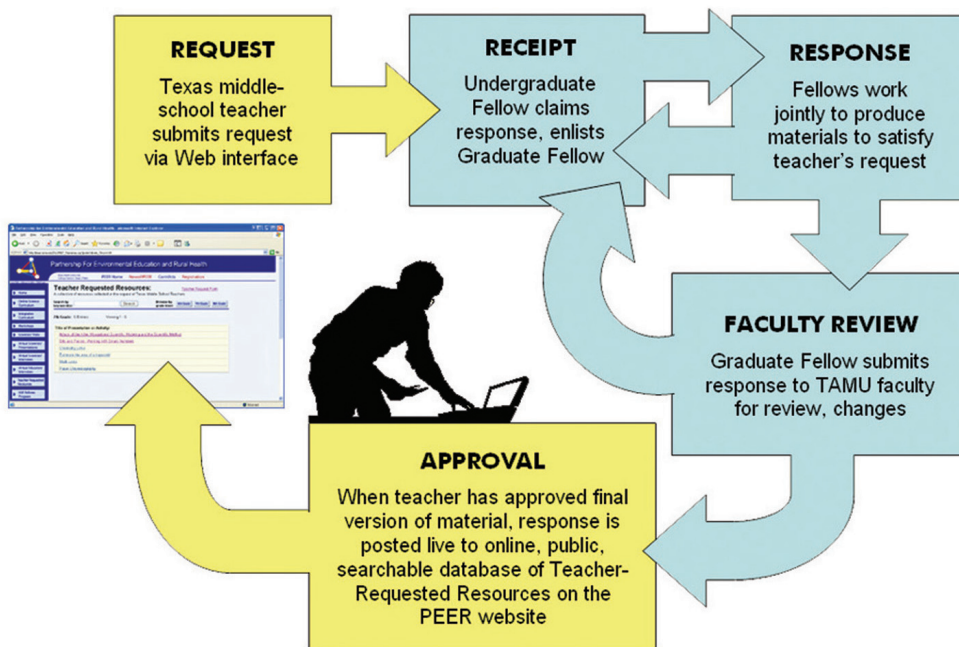 REQUEST
Texas middle-
school teacher
submits request
via Web interface
RECEIPT
Undergraduate
Fellow claims
response, enlists
Graduate Fellow
RESPONSE
Fellows work
jointly to produce
materials to satisfy
teacher's request
Partnership For Environmental Education and Rural Health
Teacher Requested Resources:
FACULTY REVIEW
Graduate Fellow submits
response to TAMU faculty
for review, changes
APPROVAL
When teacher has approved final
version of material, response is
posted live to online, public,
searchable database of Teacher-
Requested Resources on the
PEER website